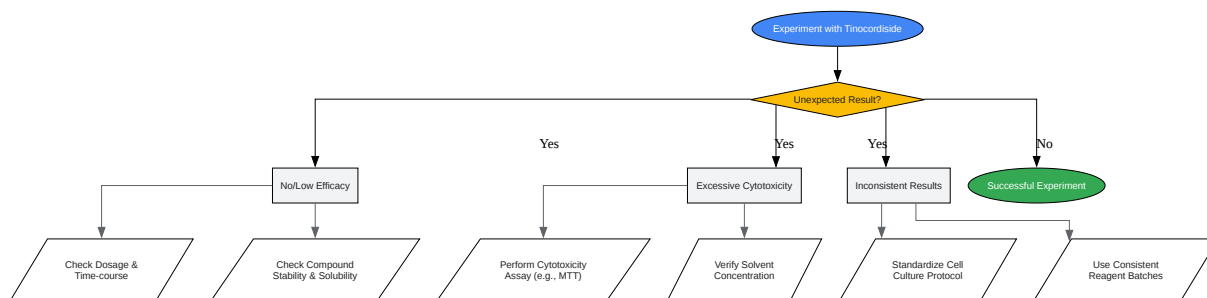 Experiment with Tinocordiside
Unexpected Result?
Yes
Yes
Yes
No
No/Low Efficacy
Excessive Cytotoxicity
Inconsistent Results
Successful Experiment
Check Dosage &
Time-course
Check Compound
Stability & Solubility
Perform Cytotoxicity
Assay (e.g., MTT)
Verify Solvent
Concentration
Standardize Cell
Culture Protocol
Use Consistent
Reagent Batches